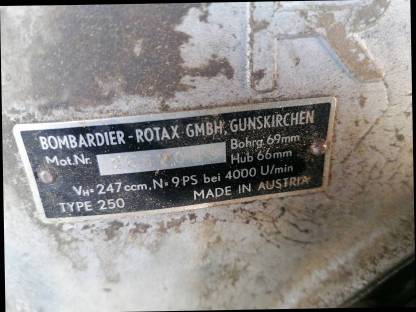 BOMBARDIER - ROTAX GMBH, GUNSKIRCHEN
Mot.Nr. Bohrg. 69mm
Hub 66mm
VH= 247 ccm, N= 9 PS bei 4000 U/min
TYPE 250 MADE IN AUSTRIA